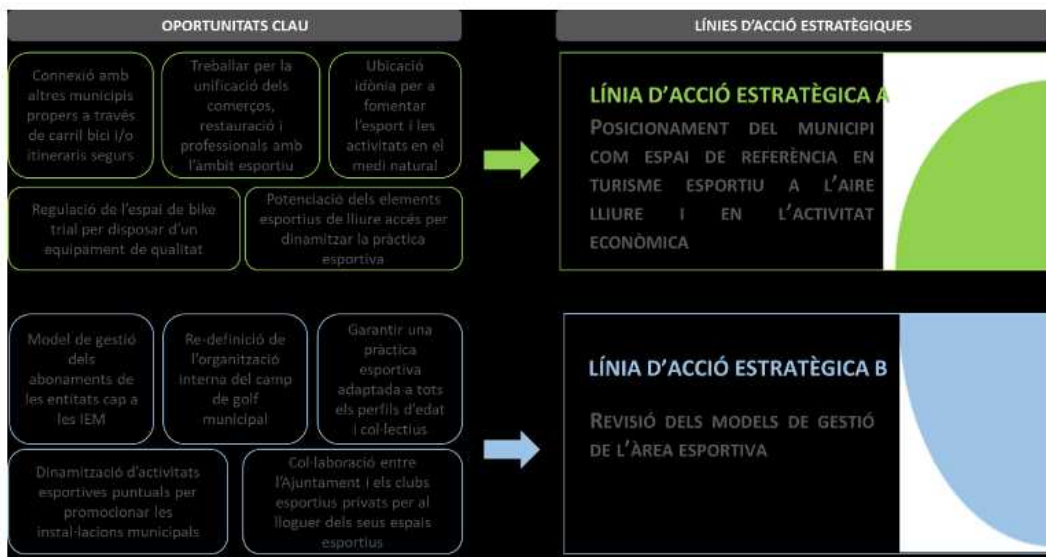 OPORTUNITATS CLAU
LÍNIES D'ACCIÓ ESTRATÈGIQUES
Connexió amb
altres municipis
propers a través
de carril bici i/o
itineraris segurs
Treballar per la
unificació dels
comerços,
restauració i
professionals amb
l'àmbit esportiu
Ubicació
idònia per a
fomentar
l'esport i les
activitats en el
medi natural
Regulació de l'espai de bike
trial per disposar d'un
equipament de qualitat
Potenciació dels elements
esportius de lliure accés per
dinamitzar la pràctica
esportiva
LÍNIA D'ACCIÓ ESTRATÈGICA A
POSICIONAMENT DEL MUNICIPI
COM ESPAI DE REFERÈNCIA EN
TURISME ESPORTIU A L'AIRE
LLIURE I EN L'ACTIVITAT
ECONÒMICA
Model de gestió
dels
abonaments de
les entitats cap a
les IEM
Re-definició de
l'organització
interna del camp
de golf
municipal
Garantir una
pràctica
esportiva
adaptada a tots
els perfils d'edat
i col·lectius
Dinamització d'activitats
esportives puntuals per
promocionar les
instal·lacions municipals
Col·laboració entre
l'Ajuntament i els clubs
esportius privats per al
lloguer dels seus espais
esportius
LÍNIA D'ACCIÓ ESTRATÈGICA B
REVISIÓ DELS MODELS DE GESTIÓ
DE L'ÀREA ESPORTIVA